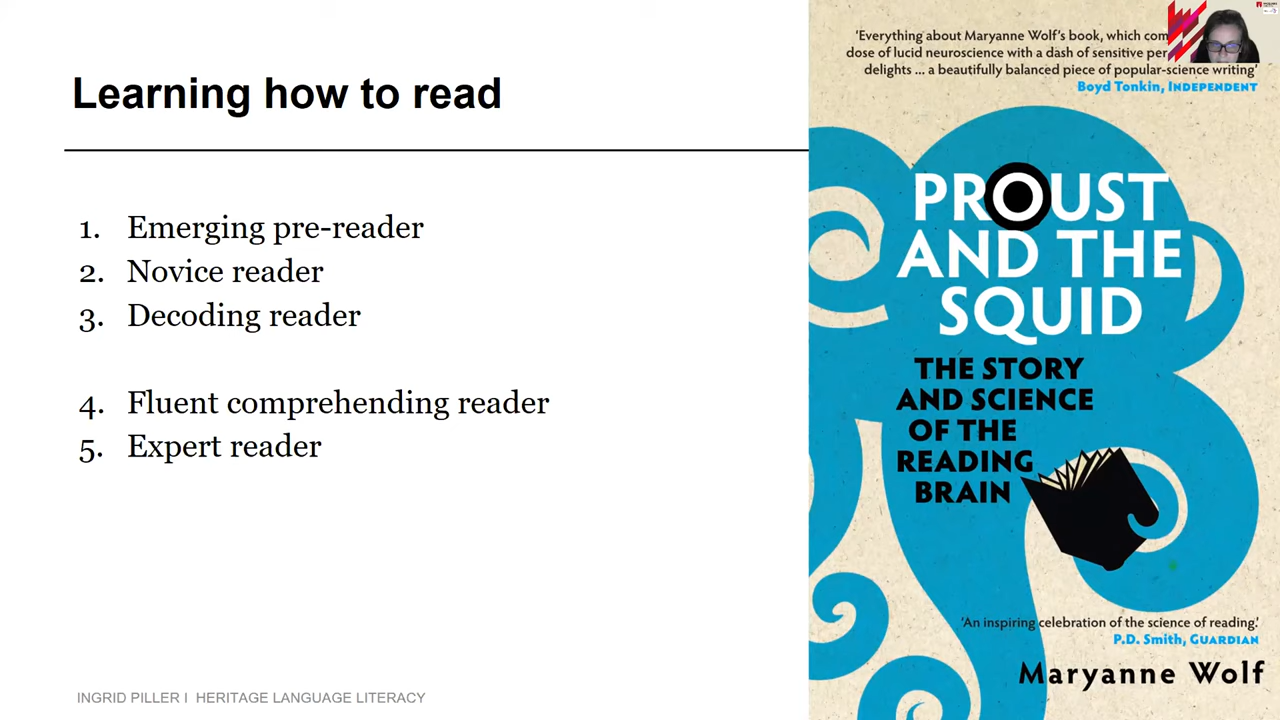 Learning how to read
1. Emerging pre-reader
2. Novice reader
3. Decoding reader
4. Fluent comprehending reader
5. Expert reader
INGRID PILLER I HERITAGE LANGUAGE LITERACY
'Everything about Maryanne Wolf's book, which
dose of lucid neuroscience with a dash of sensitive
delights ... a beautifully balanced piece of popular-science writing'
Boyd Tonkin, INDEPENDENT
PROUST
AND THE
SQUID
THE STORY
AND SCIENCE
OF THE
READING
BRAIN
'An inspiring celebration of the science of reading.'
P.D. Smith, GUARDIAN
Maryanne Wolf